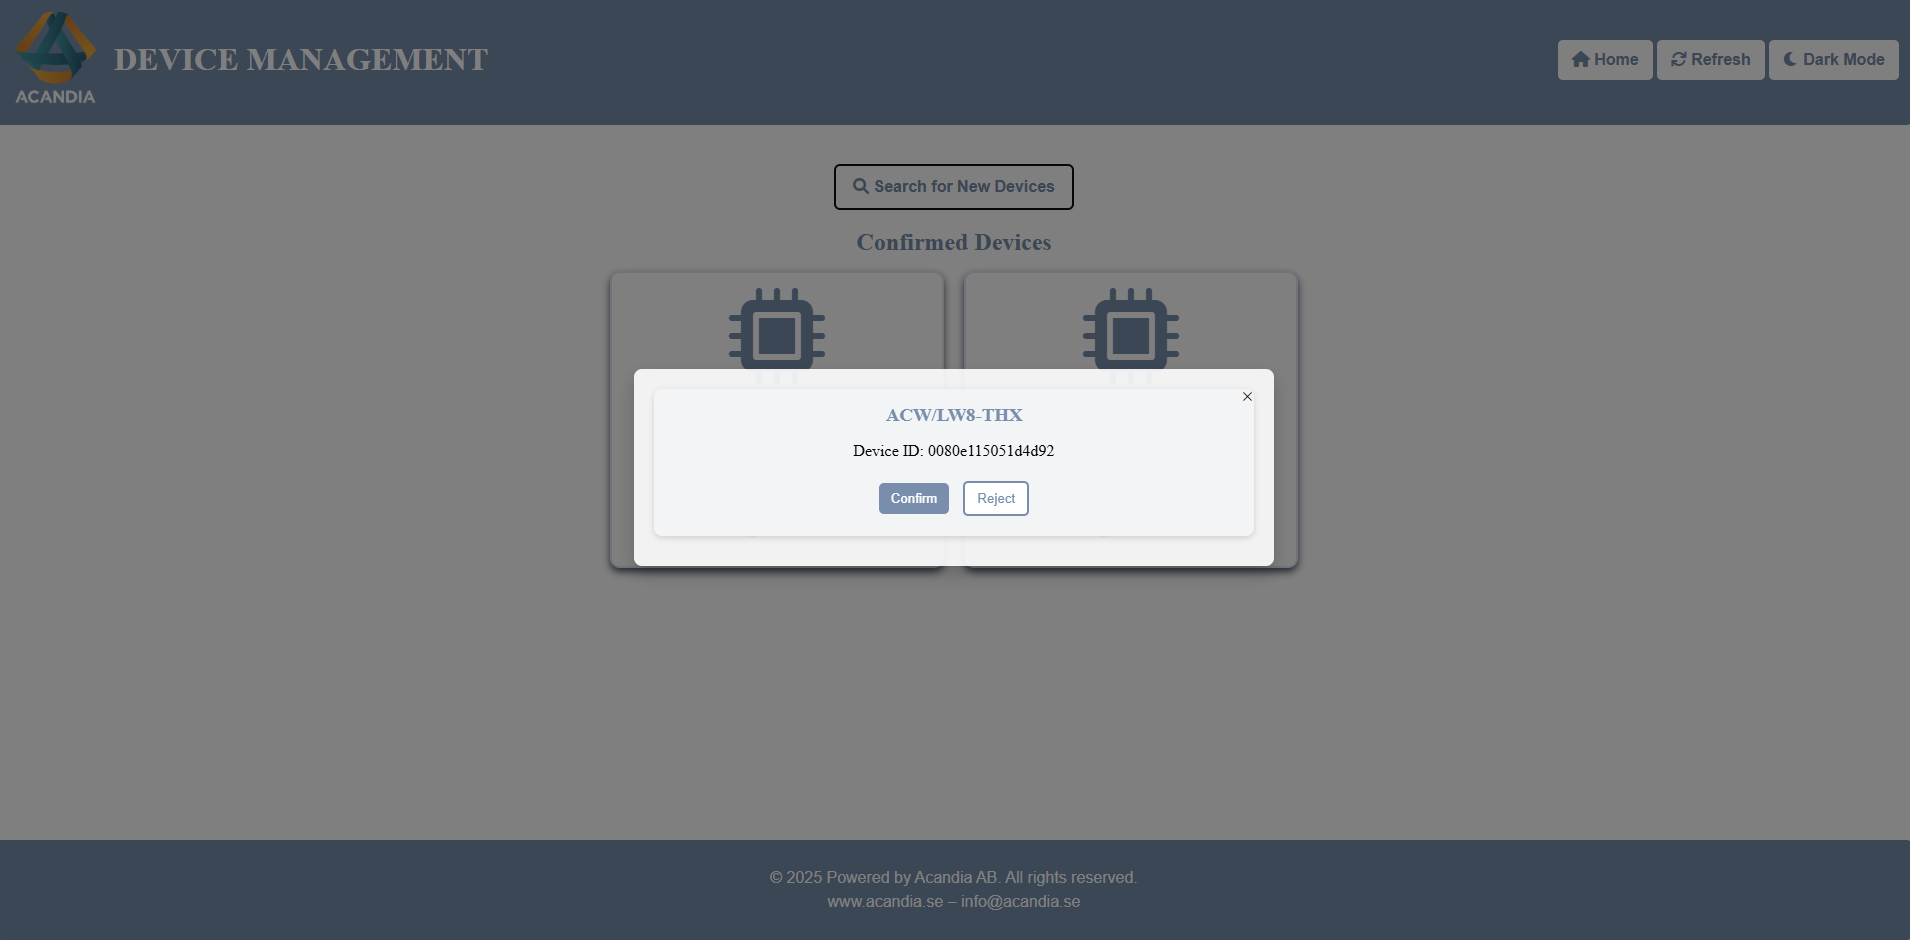 ACANDIA
DEVICE MANAGEMENT
Home
Refresh
Dark Mode
Search for New Devices
Confirmed Devices
ACW/LW8-THX
Device ID: 0080e115051d4d92
Confirm
Reject
© 2025 Powered by Acandia AB. All rights reserved.
www.acandia.se – info@acandia.se